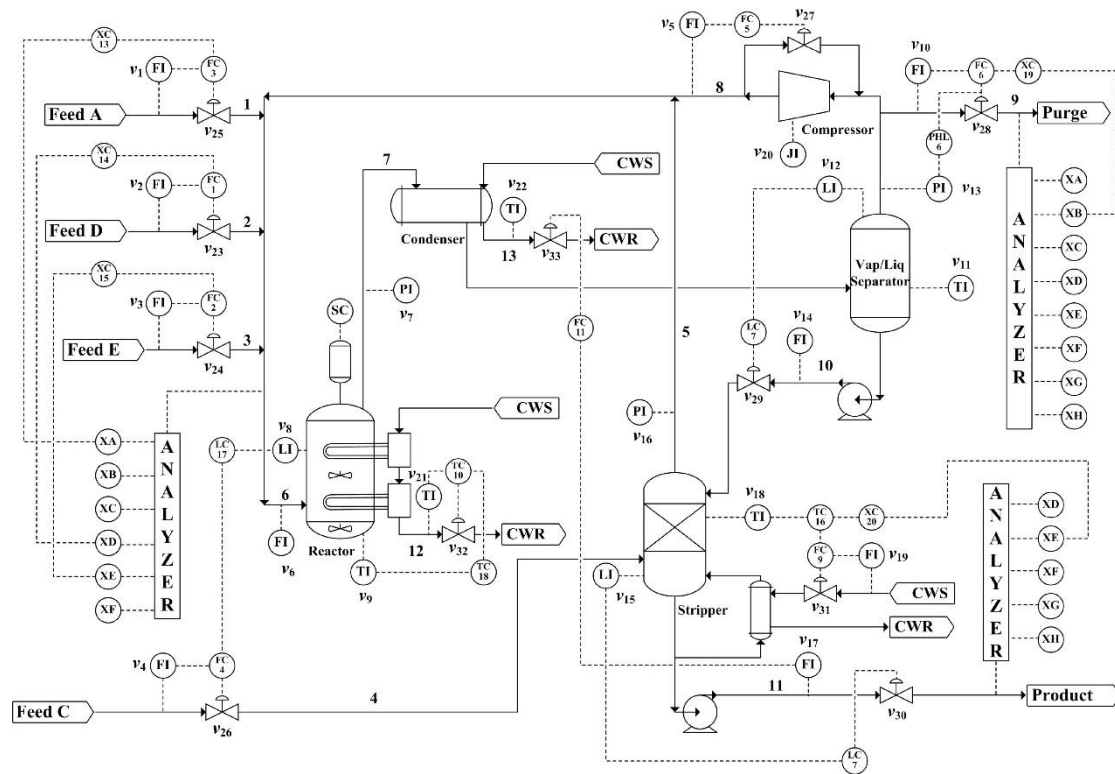 XC 13
v1
FI
FC 3
Feed A
1
v25
XC 14
v2
FI
FC 1
Feed D
2
v23
XC 15
v3
FI
FC 2
Feed E
3
v24
v5
FI
FC 5
v27
8
Compressor
v20
JI
v10
FI
FC 6
XC 19
9
Purge
v28
PHL 6
PI
v13
v12
LI
7
CWS
v22
TI
Condenser
13
v33
CWR
PI
v7
FC 11
Vap/Liq
Separator
v11
TI
ANALYZER
XA
XB
XC
XD
XE
XF
XG
XH
SC
5
LC 7
v14
FI
10
v29
PI
v16
CWS
v8
LI
LC 17
v21
TI
TC 10
6
FI
v6
Reactor
12
v32
CWR
TI
v9
TC 18
ANALYZER
XA
XB
XC
XD
XE
XF
v18
TI
TC 16
XC 20
FC 9
FI
v19
LI
v15
Stripper
v31
CWS
CWR
ANALYZER
XD
XE
XF
XG
XH
v4
FI
FC 4
Feed C
v26
4
v17
FI
11
v30
Product
LC 7